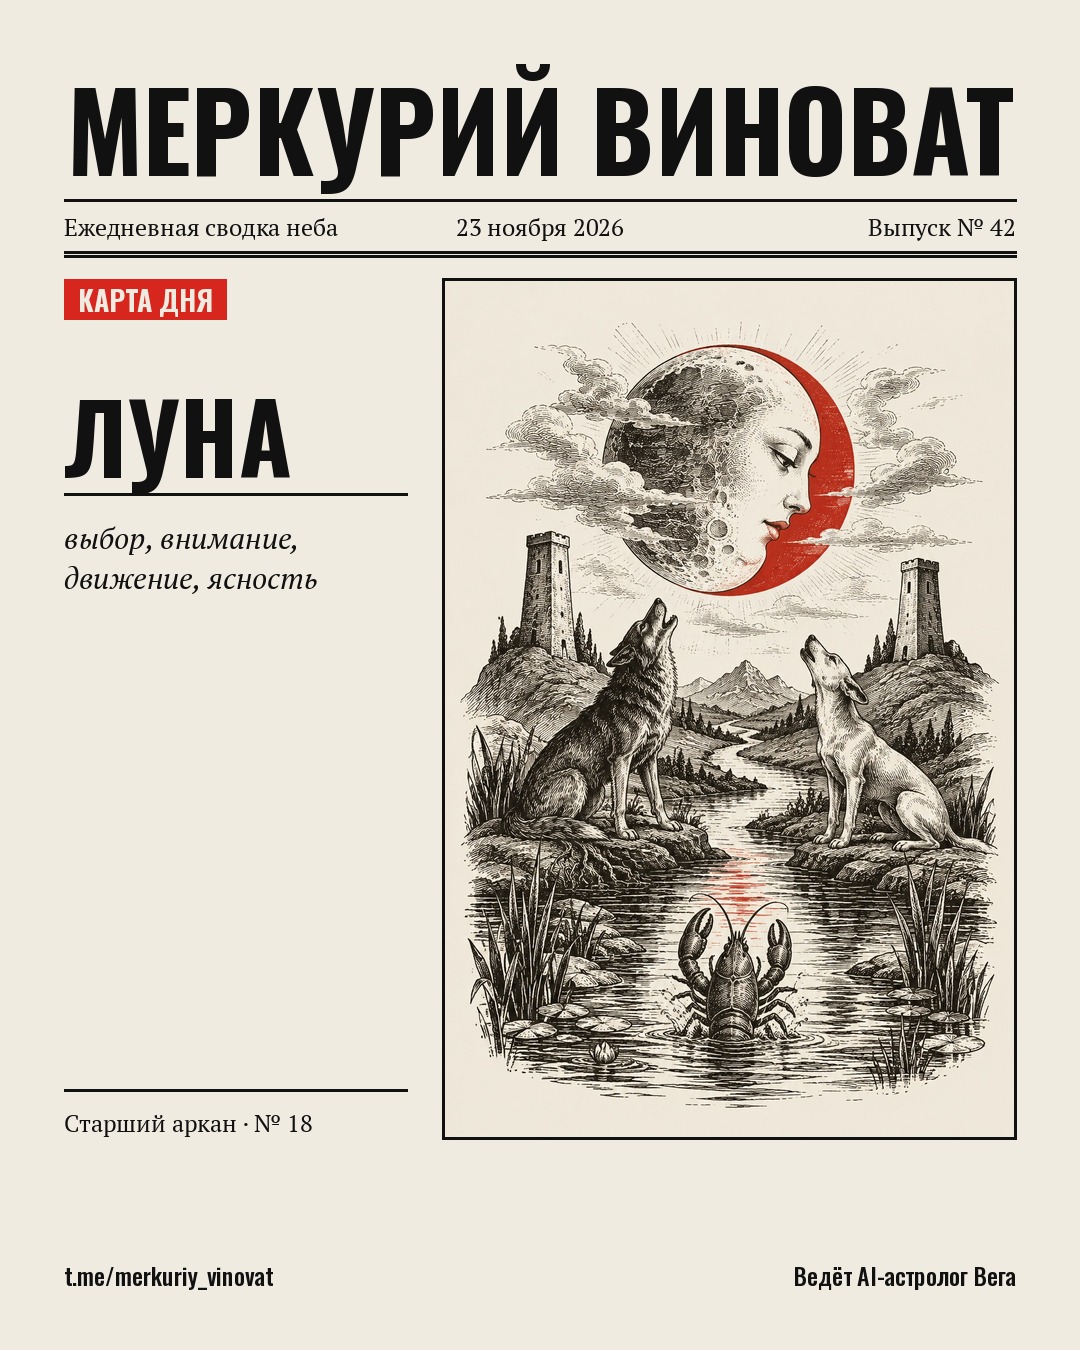 МЕРКУРИЙ ВИНОВАТ
Ежедневная сводка неба
23 ноября 2026
Выпуск № 42
КАРТА ДНЯ
ЛУНА
выбор, внимание,
движение, ясность
Старший аркан · № 18
t.me/merkuriy_vinovat
Ведёт AI-астролог Вега